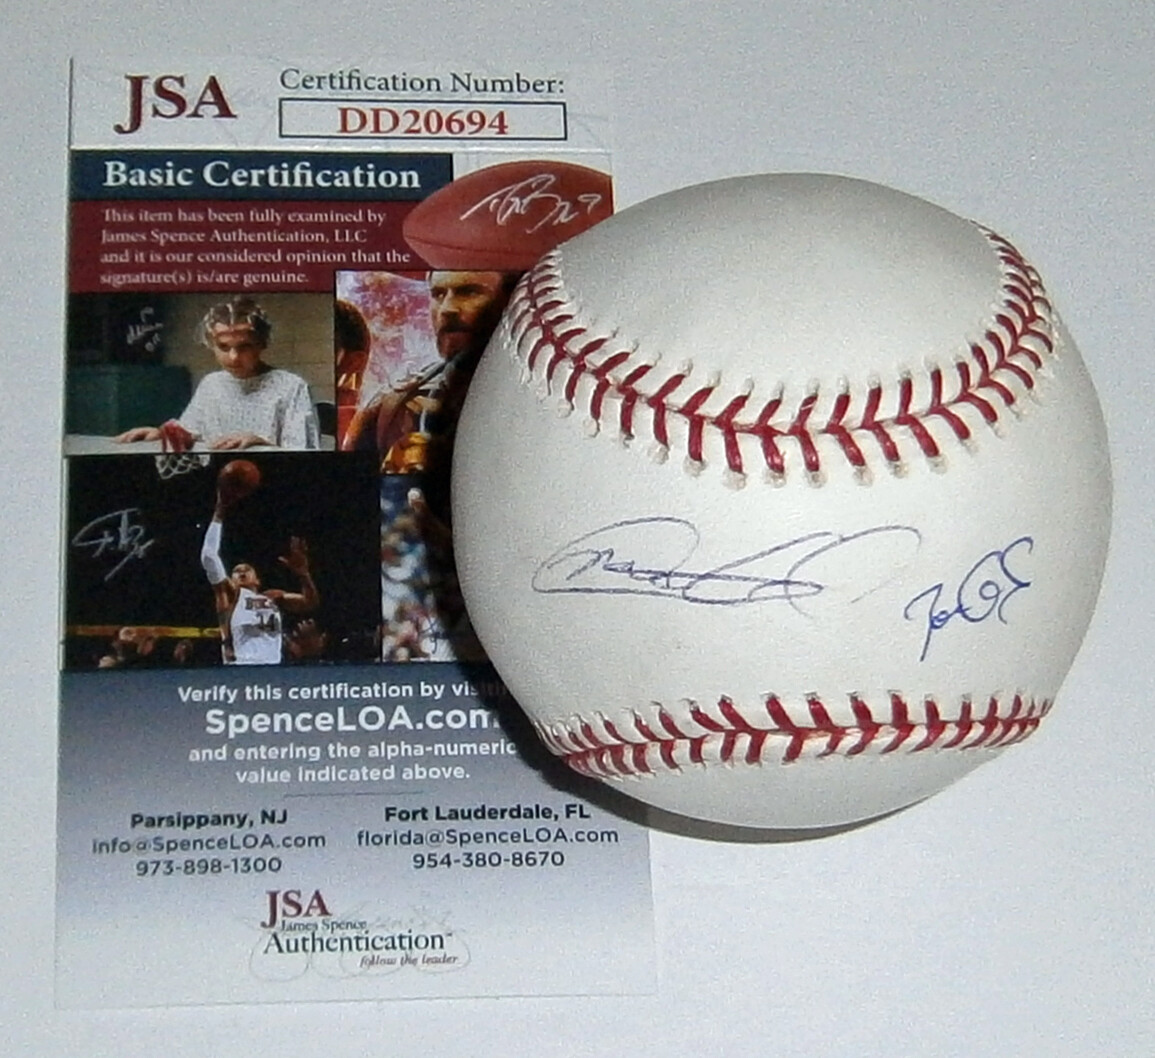 JSA
Certification Number:
DD20694
Basic Certification
This item has been fully examined by
James Spence Authentication, LLC
and it is our considered opinion that the
signature(s) is/are genuine.
34
Verify this certification by visiting
SpenceLOA.com
and entering the alpha-numeric
value indicated above.
Parsippany, NJ
info@SpenceLOA.com
973-898-1300
Fort Lauderdale, FL
florida@SpenceLOA.com
954-380-8670
JSA
James Spence
Authentication™
follow the leader